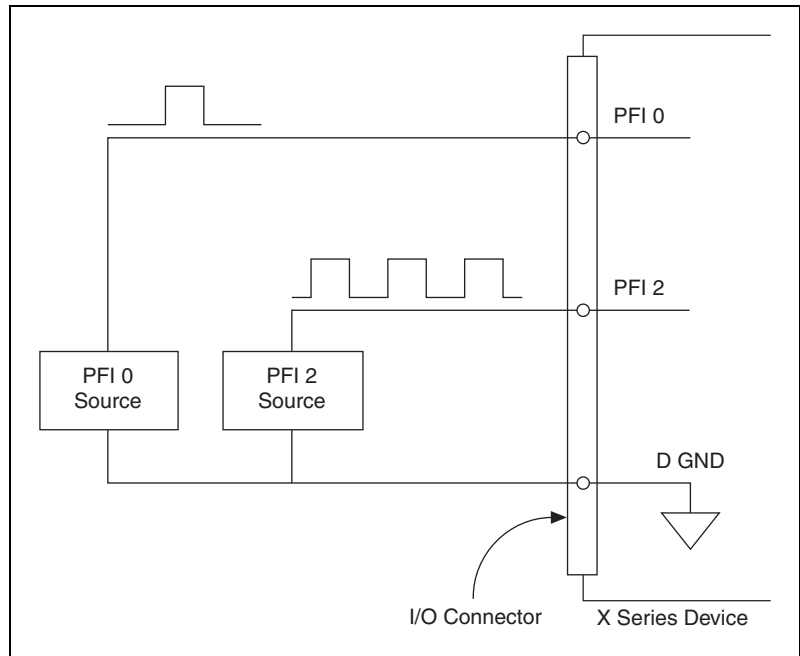 PFI 0
PFI 2
PFI 0
Source
PFI 2
Source
D GND
I/O Connector
X Series Device